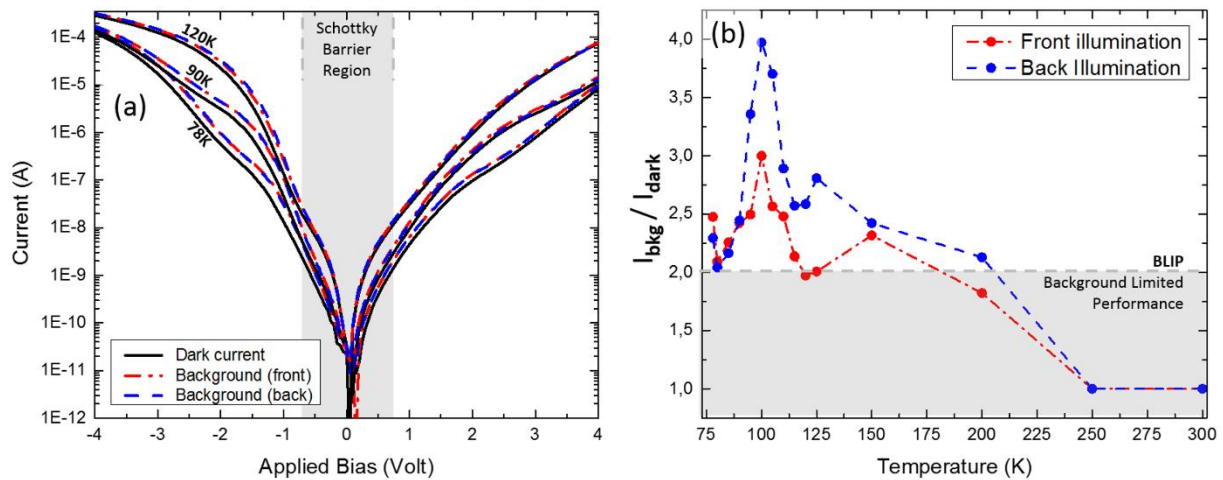 (a)
Current (A)
1E-4
1E-5
1E-6
1E-7
1E-8
1E-9
1E-10
1E-11
1E-12
120K
90K
78K
Schottky
Barrier
Region
Dark current
Background (front)
Background (back)
-4 -3 -2 -1 0 1 2 3 4
Applied Bias (Volt)
(b)
I_bkg / I_dark
4,0
3,5
3,0
2,5
2,0
1,5
1,0
Front illumination
Back Illumination
BLIP
Background Limited
Performance
75 100 125 150 175 200 225 250 275 300
Temperature (K)